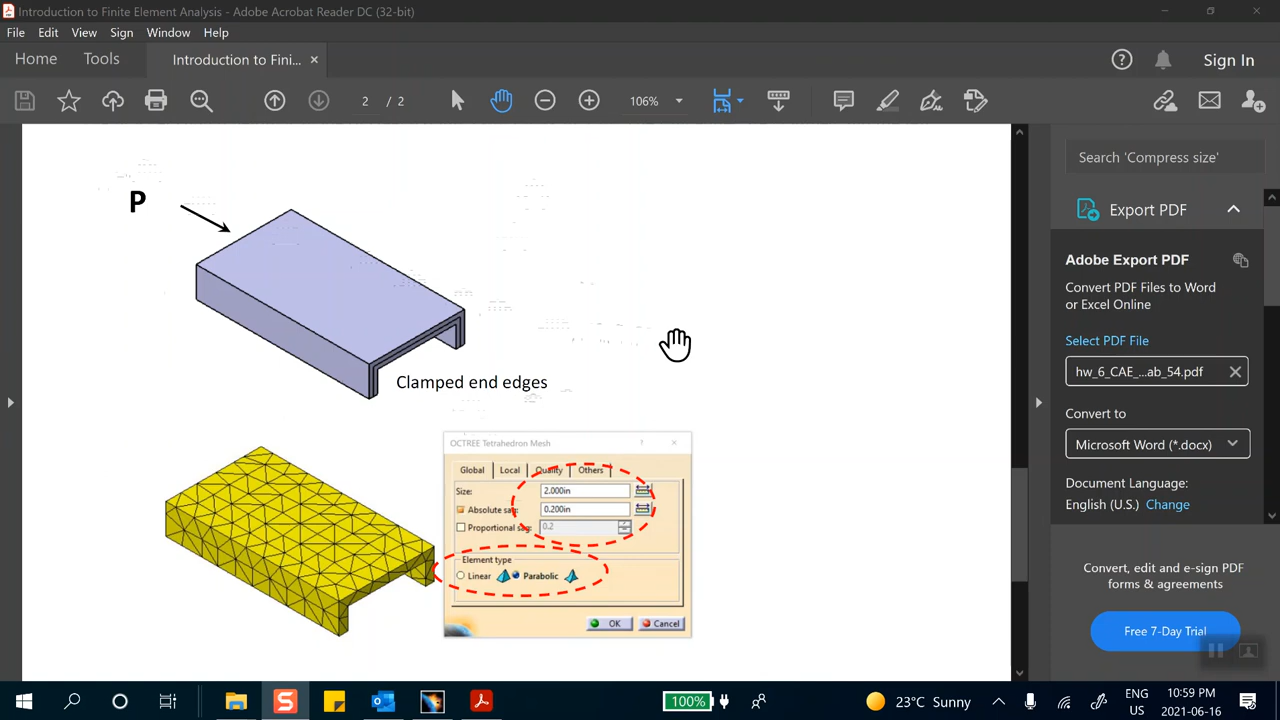 Introduction to Finite Element Analysis - Adobe Acrobat Reader DC (32-bit)
File Edit View Sign Window Help
Home Tools Introduction to Fini... × Sign In
2 / 2 106% Search 'Compress size'
P
Export PDF
Adobe Export PDF
Convert PDF Files to Word
or Excel Online
Select PDF File
hw_6_CAE_...ab_54.pdf
Clamped end edges
Convert to
Microsoft Word (*.docx)
OCTREE Tetrahedron Mesh ? ×
Global Local Quality Others
Size: 2.000in
Absolute sag: 0.200in
Proportional sag: 0.2
Element type
Linear Parabolic
OK Cancel
Document Language:
English (U.S.) Change
Convert, edit and e-sign PDF
forms & agreements
Free 7-Day Trial
100% 23°C Sunny ENG 10:59 PM
US 2021-06-16